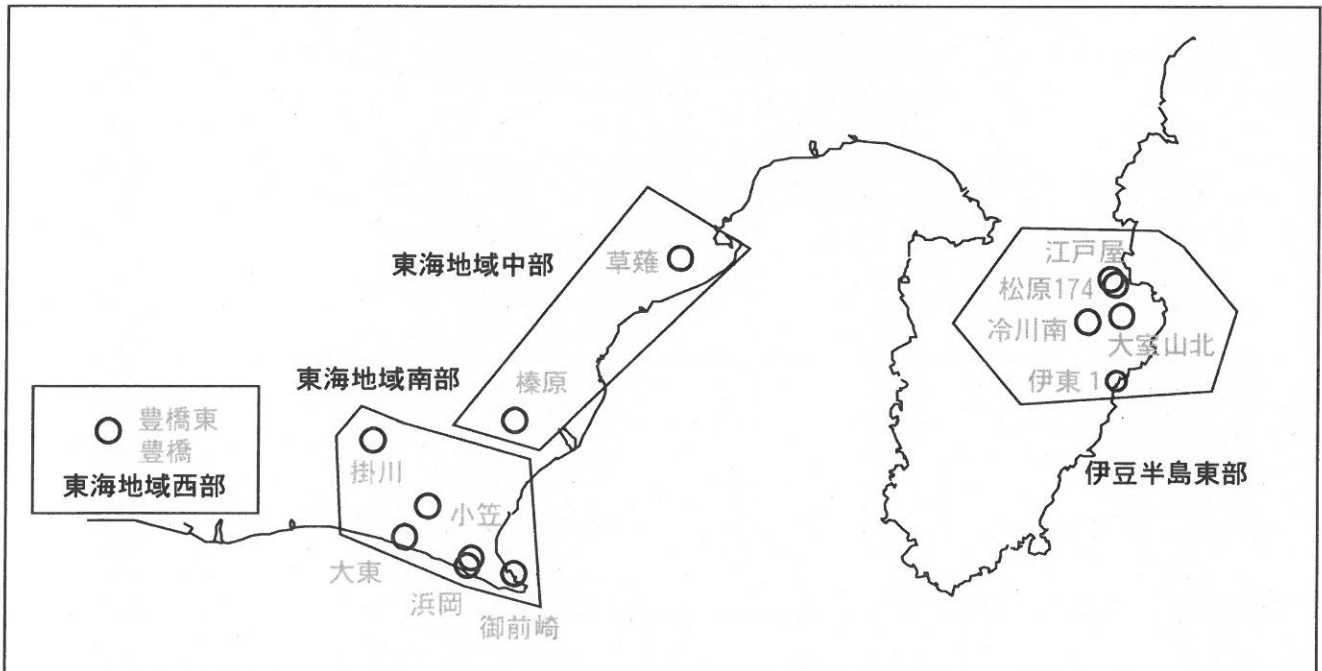 江戸屋
草薙
松原174
東海地域中部
冷川南
大室山北
東海地域南部
伊東1
榛原
豊橋東
豊橋
掛川
伊豆半島東部
東海地域西部
小笠
大東
浜岡
御前崎